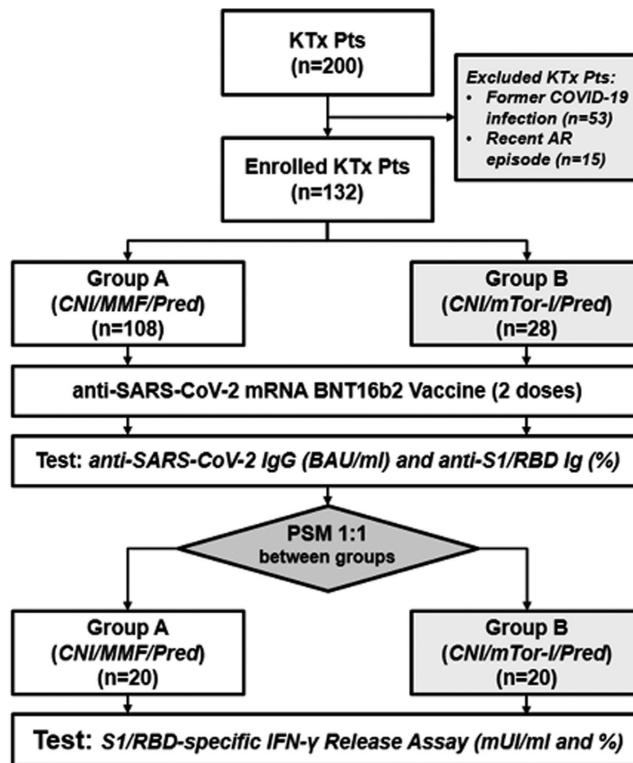 KTx Pts
(n=200)
Excluded KTx Pts:
• Former COVID-19
infection (n=53)
• Recent AR
episode (n=15)
Enrolled KTx Pts
(n=132)
Group A
(CNI/MMF/Pred)
(n=108)
Group B
(CNI/mTor-I/Pred)
(n=28)
anti-SARS-CoV-2 mRNA BNT16b2 Vaccine (2 doses)
Test: anti-SARS-CoV-2 IgG (BAU/ml) and anti-S1/RBD Ig (%)
PSM 1:1
between groups
Group A
(CNI/MMF/Pred)
(n=20)
Group B
(CNI/mTor-I/Pred)
(n=20)
Test: S1/RBD-specific IFN-γ Release Assay (mUI/ml and %)